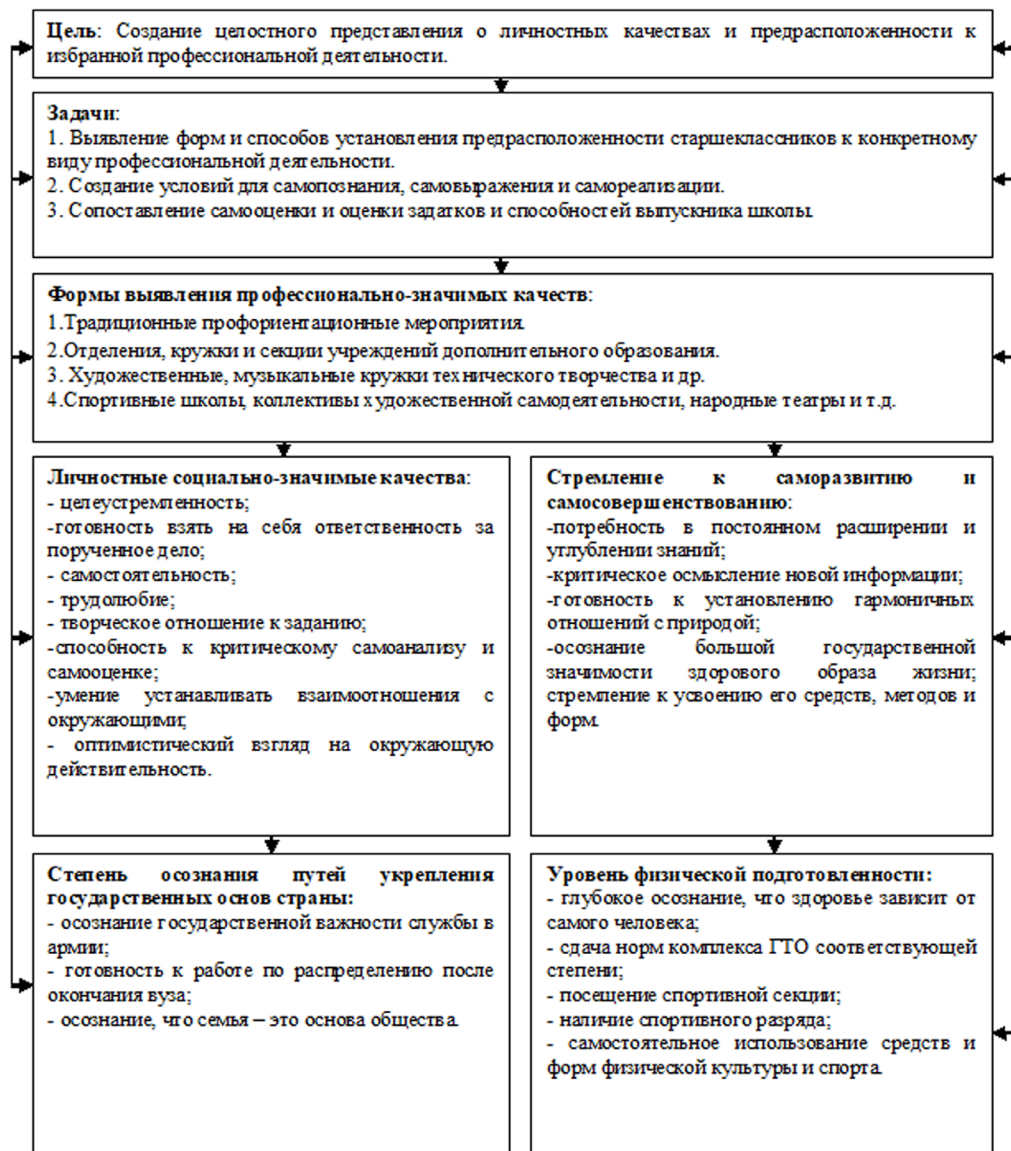 Цель: Создание целостного представления о личностных качествах и предрасположенности к
избранной профессиональной деятельности.
Задачи:
1. Выявление форм и способов установления предрасположенности старшеклассников к конкретному
виду профессиональной деятельности.
2. Создание условий для самопознания, самовыражения и самореализации.
3. Сопоставление самооценки и оценки задатков и способностей выпускника школы.
Формы выявления профессионально-значимых качеств:
1.Традиционные профориентационные мероприятия.
2.Отделения, кружки и секции учреждений дополнительного образования.
3. Художественные, музыкальные кружки технического творчества и др.
4.Спортивные школы, коллективы художественной самодеятельности, народные театры и т.д.
Личностные социально-значимые качества:
- целеустремленность;
-готовность взять на себя ответственность за
порученное дело;
- самостоятельность;
- трудолюбие;
- творческое отношение к заданию;
-способность к критическому самоанализу и
самооценке;
-умение устанавливать взаимоотношения с
окружающими;
- оптимистический взгляд на окружающую
действительность.
Стремление к саморазвитию и
самосовершенствованию:
-потребность в постоянном расширении и
углублении знаний;
-критическое осмысление новой информации;
-готовность к установлению гармоничных
отношений с природой;
-осознание большой государственной
значимости здорового образа жизни;
стремление к усвоению его средств, методов и
форм.
Степень осознания путей укрепления
государственных основ страны:
- осознание государственной важности службы в
армии;
- готовность к работе по распределению после
окончания вуза;
- осознание, что семья – это основа общества.
Уровень физической подготовленности:
- глубокое осознание, что здоровье зависит от
самого человека;
- сдача норм комплекса ГТО соответствующей
степени;
- посещение спортивной секции;
- наличие спортивного разряда;
- самостоятельное использование средств и
форм физической культуры и спорта.